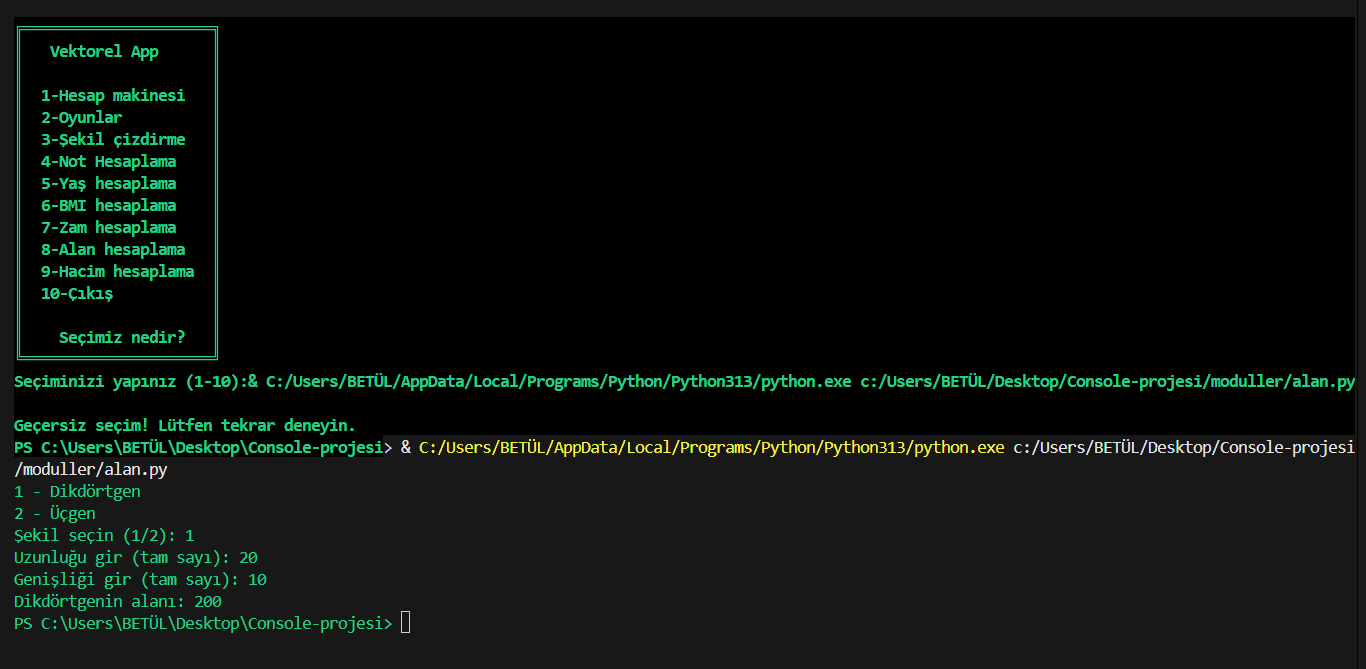 Vektorel App
1-Hesap makinesi
2-Oyunlar
3-Şekil çizdirme
4-Not Hesaplama
5-Yaş hesaplama
6-BMI hesaplama
7-Zam hesaplama
8-Alan hesaplama
9-Hacim hesaplama
10-Çıkış
Seçimiz nedir?
Seçiminizi yapınız (1-10):& C:/Users/BETÜL/AppData/Local/Programs/Python/Python313/python.exe c:/Users/BETÜL/Desktop/Console-projesi/moduller/alan.py
Geçersiz seçim! Lütfen tekrar deneyin.
PS C:\Users\BETÜL\Desktop\Console-projesi> & C:/Users/BETÜL/AppData/Local/Programs/Python/Python313/python.exe c:/Users/BETÜL/Desktop/Console-projesi
/moduller/alan.py
1 - Dikdörtgen
2 - Üçgen
Şekil seçin (1/2): 1
Uzunluğu gir (tam sayı): 20
Genişliği gir (tam sayı): 10
Dikdörtgenin alanı: 200
PS C:\Users\BETÜL\Desktop\Console-projesi>